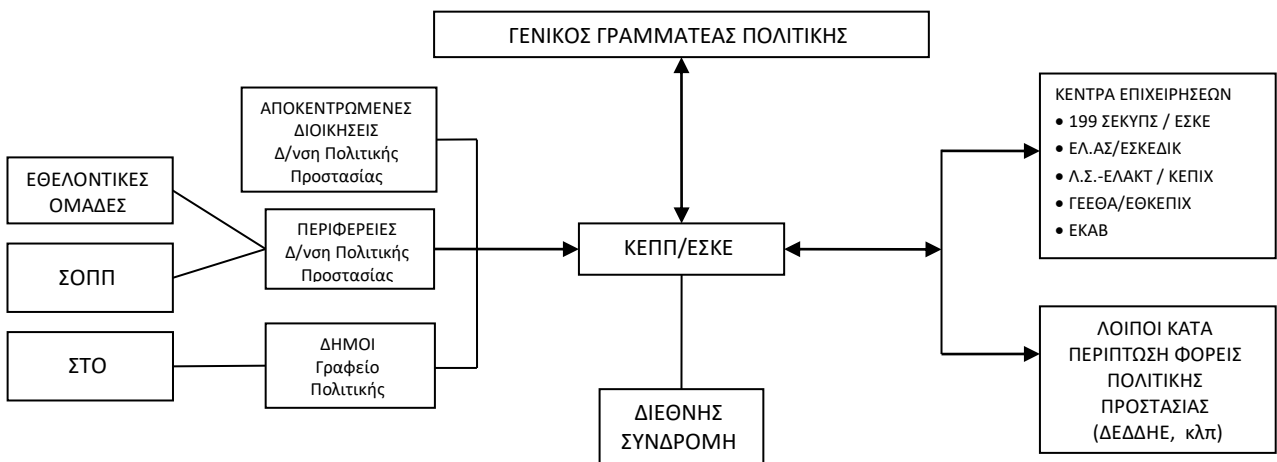 ΓΕΝΙΚΟΣ ΓΡΑΜΜΑΤΕΑΣ ΠΟΛΙΤΙΚΗΣ
ΑΠΟΚΕΝΤΡΩΜΕΝΕΣ
ΔΙΟΙΚΗΣΕΙΣ
Δ/νση Πολιτικής
Προστασίας
ΕΘΕΛΟΝΤΙΚΕΣ
ΟΜΑΔΕΣ
ΣΟΠΠ
ΣΤΟ
ΠΕΡΙΦΕΡΕΙΕΣ
Δ/νση Πολιτικής
Προστασίας
ΔΗΜΟΙ
Γραφείο
Πολιτικής
ΚΕΠΠ/ΕΣΚΕ
ΔΙΕΘΝΗΣ
ΣΥΝΔΡΟΜΗ
ΚΕΝΤΡΑ ΕΠΙΧΕΙΡΗΣΕΩΝ
• 199 ΣΕΚΥΠΣ / ΕΣΚΕ
• ΕΛ.ΑΣ/ΕΣΚΕΔΙΚ
• Λ.Σ.-ΕΛΑΚΤ / ΚΕΠΙΧ
• ΓΕΕΘΑ/ΕΘΚΕΠΙΧ
• ΕΚΑΒ
ΛΟΙΠΟΙ ΚΑΤΑ
ΠΕΡΙΠΤΩΣΗ ΦΟΡΕΙΣ
ΠΟΛΙΤΙΚΗΣ
ΠΡΟΣΤΑΣΙΑΣ
(ΔΕΔΔΗΕ, κλπ)